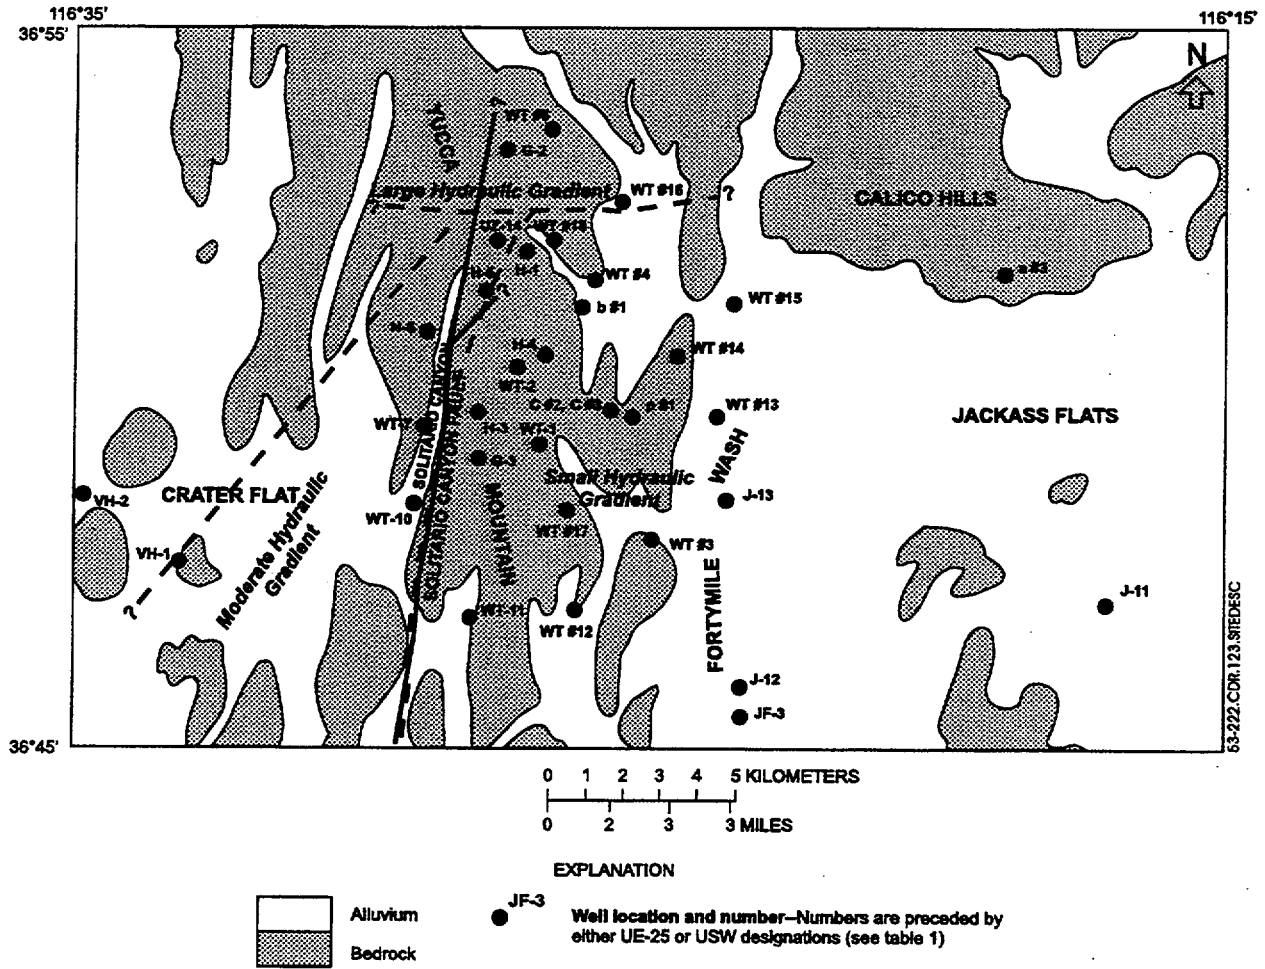 116°35'
116°15'
36°55'
N
YUCCA
WT #6
G-2
Large Hydraulic Gradient
?
WT #16
?
CALICO HILLS
UZ-14
WT #18
H-1
WT #4
a #3
?
b #1
WT #15
H-4
WT #14
WT-2
C #2, C #3
p #1
WT #13
JACKASS FLATS
WT-7
H-3
WT-1
SOLITARIO CANYON
SOLITARIO CANYON FAULT
G-3
Small Hydraulic
Gradient
WASH
CRATER FLAT
VH-2
WT-10
MOUNTAIN
J-13
WT #17
VH-1
WT #3
Moderate Hydraulic
Gradient
?
FORTYMILE
J-11
WT-11
WT #12
J-12
JF-3
36°45'
53-222.CDR.123.SITEDESC
0 1 2 3 4 5 KILOMETERS
0 2 3 3 MILES
EXPLANATION
Alluvium
Bedrock
JF-3
Well location and number–Numbers are preceded by
either UE-25 or USW designations (see table 1)